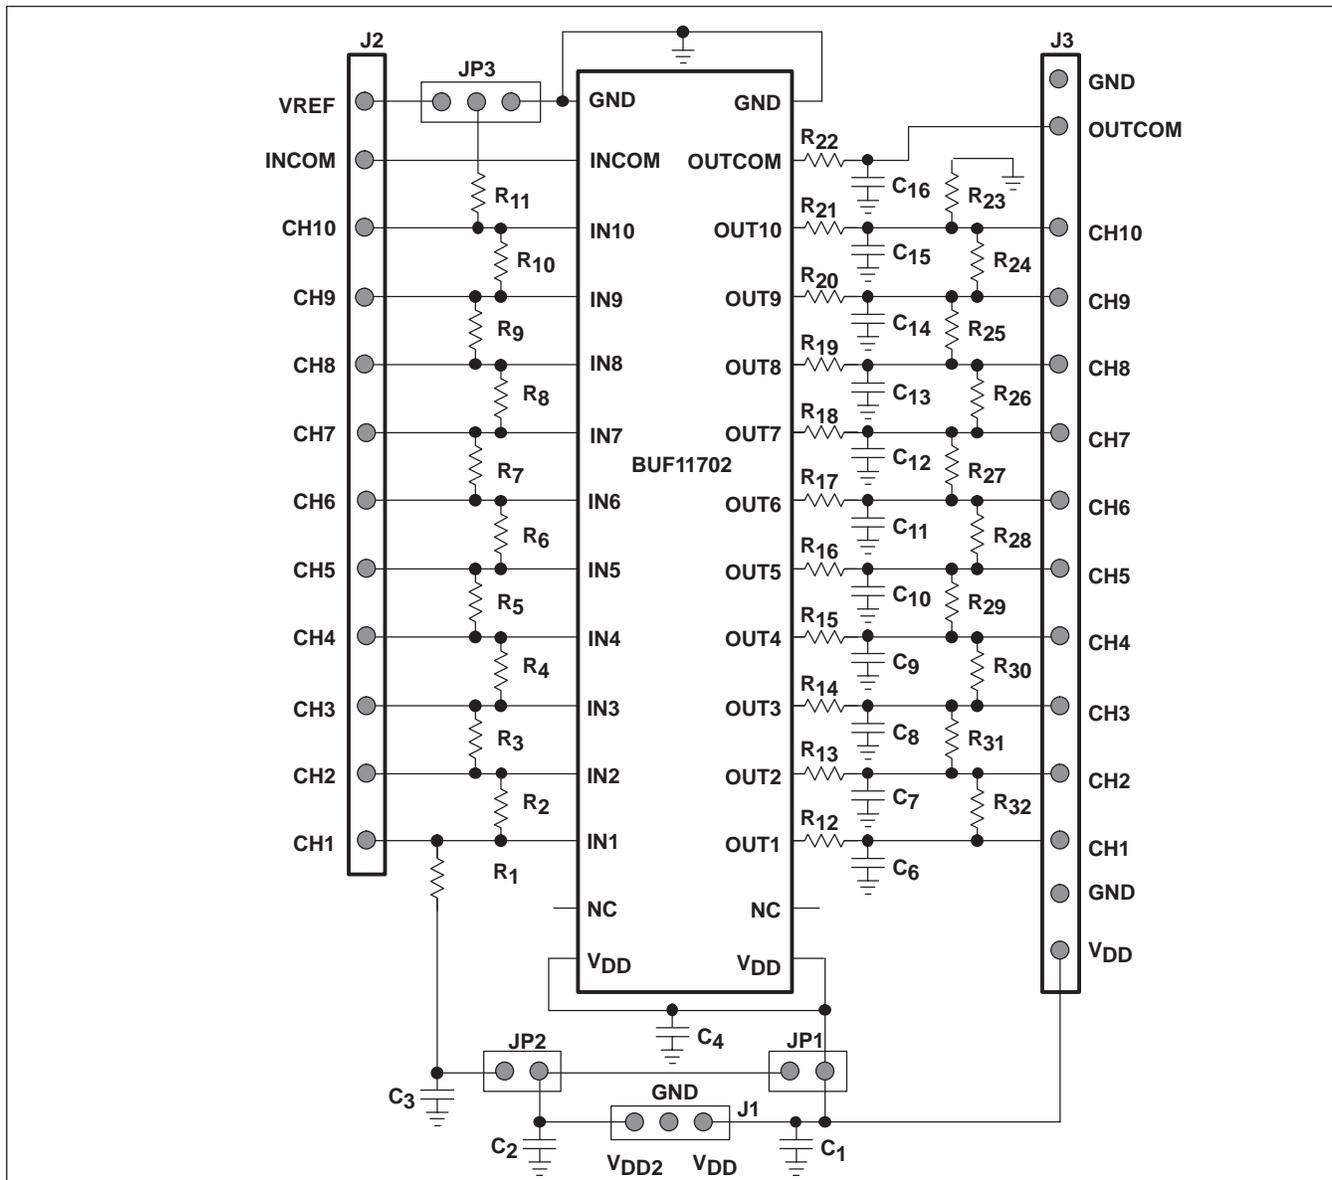 J2
J3
JP3
GND
VREF
GND
GND
OUTCOM
R22
INCOM
INCOM
OUTCOM
C16
R23
R11
R21
CH10
IN10
OUT10
CH10
C15
R24
R10
R20
CH9
IN9
OUT9
CH9
C14
R25
R9
R19
CH8
IN8
OUT8
CH8
C13
R26
R8
R18
CH7
IN7
OUT7
CH7
BUF11702
C12
R27
R7
R17
CH6
IN6
OUT6
CH6
C11
R28
R6
R16
CH5
IN5
OUT5
CH5
C10
R29
R5
R15
CH4
IN4
OUT4
CH4
C9
R30
R4
R14
CH3
IN3
OUT3
CH3
C8
R31
R3
R13
CH2
IN2
OUT2
CH2
C7
R32
R2
R12
CH1
IN1
OUT1
CH1
R1
C6
GND
NC
NC
VDD
VDD
VDD
C4
JP2
JP1
C3
GND
J1
C2
C1
VDD2
VDD